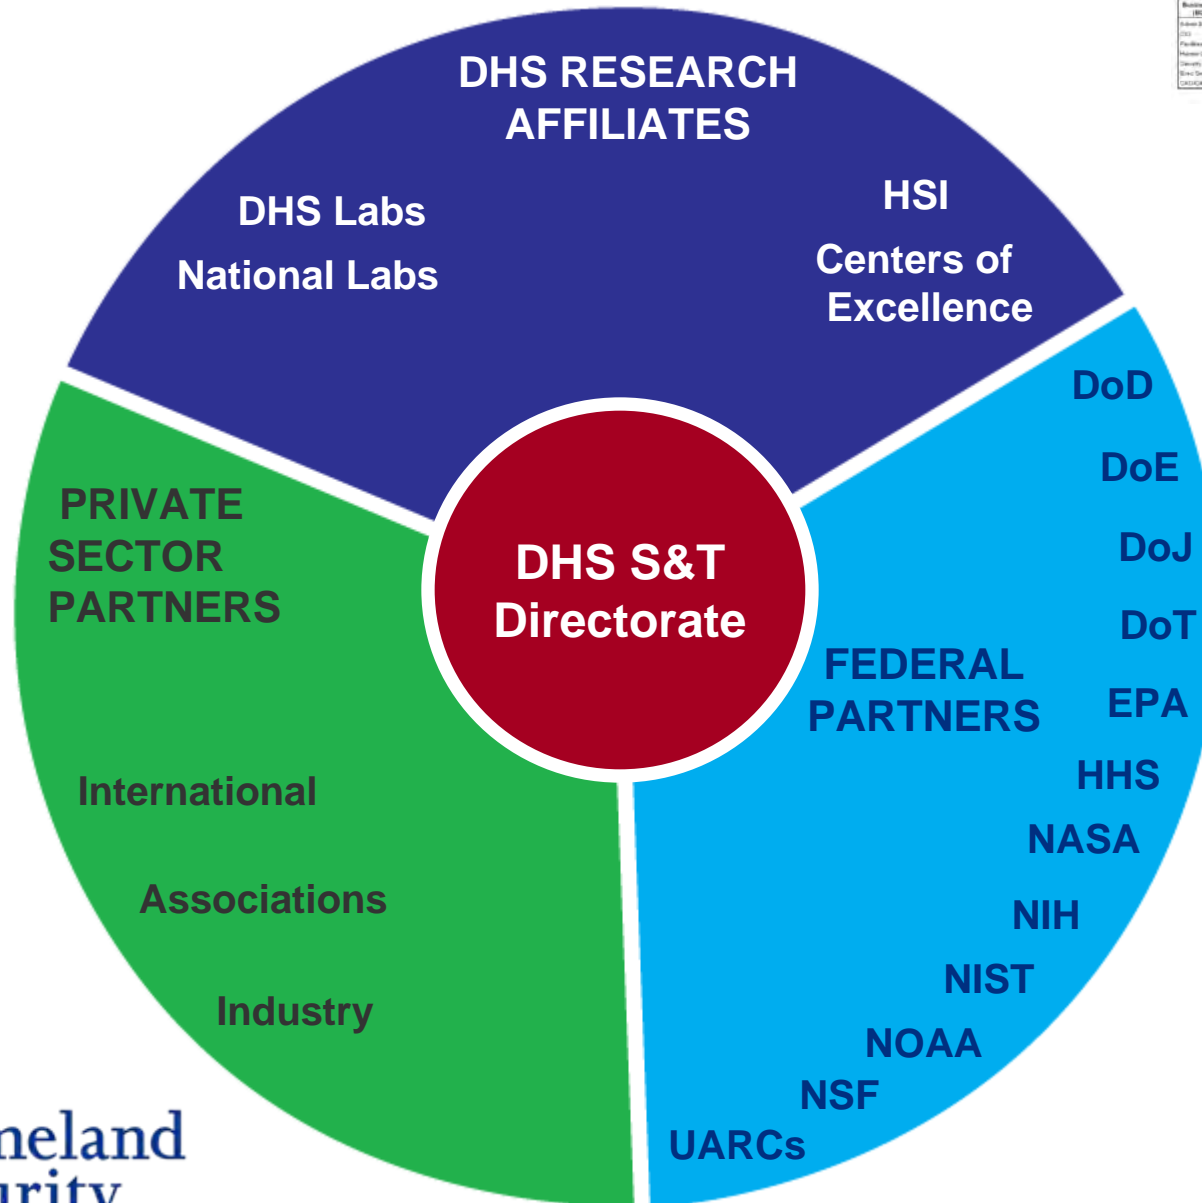 DHS RESEARCH
AFFILIATES
DHS Labs
National Labs
HSI
Centers of
Excellence
PRIVATE
SECTOR
PARTNERS
International
Associations
Industry
DHS S&T
Directorate
FEDERAL
PARTNERS
DoD
DoE
DoJ
DoT
EPA
HHS
NASA
NIH
NIST
NOAA
NSF
UARCs
meland
urity